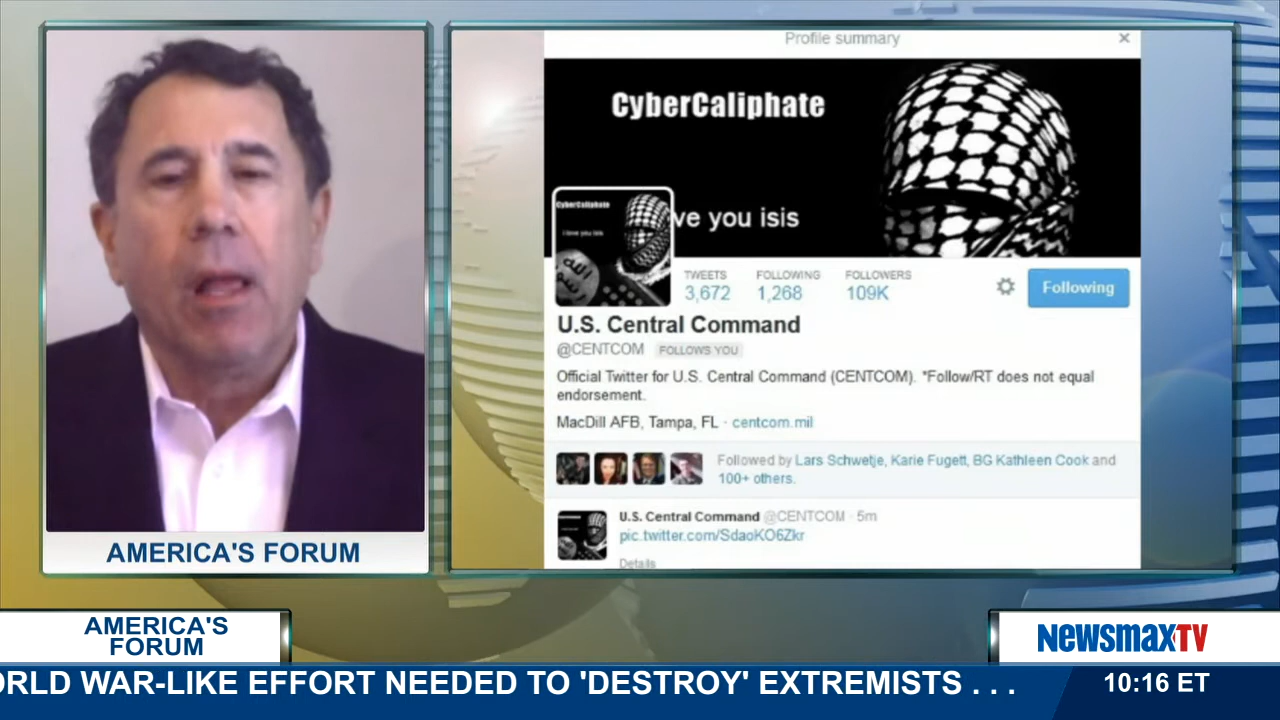 Profile summary
×
CyberCaliphate
ve you isis
CyberCaliphate
I love you isis
TWEETS
3,672
FOLLOWING
1,268
FOLLOWERS
109K
Following
U.S. Central Command
@CENTCOM FOLLOWS YOU
Official Twitter for U.S. Central Command (CENTCOM). *Follow/RT does not equal
endorsement.
MacDill AFB, Tampa, FL · centcom.mil
Followed by Lars Schwetje, Karie Fugett, BG Kathleen Cook and
100+ others.
U.S. Central Command @CENTCOM · 5m
pic.twitter.com/SdaoKO6Zkr
Details
AMERICA'S FORUM
AMERICA'S
FORUM
NEWSMAXTV
ORLD WAR-LIKE EFFORT NEEDED TO 'DESTROY' EXTREMISTS . . .
10:16 ET